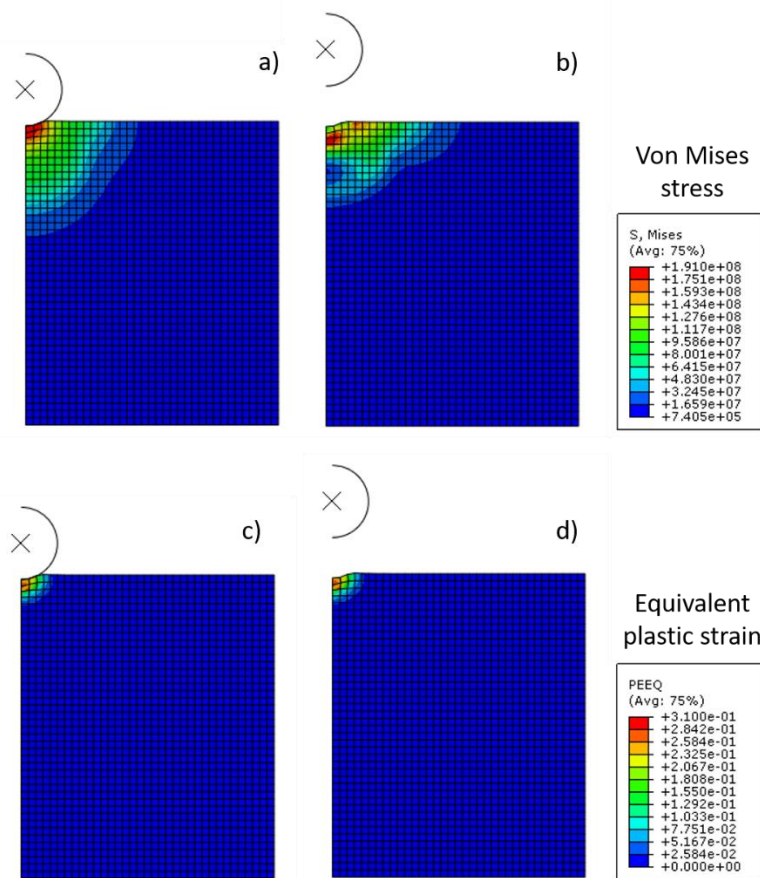 a)
b)
Von Mises
stress
S, Mises
(Avg: 75%)
+1.910e+08
+1.751e+08
+1.593e+08
+1.434e+08
+1.276e+08
+1.117e+08
+9.586e+07
+8.001e+07
+6.415e+07
+4.830e+07
+3.245e+07
+1.659e+07
+7.405e+05
c)
d)
Equivalent
plastic strain
PEEQ
(Avg: 75%)
+3.100e-01
+2.842e-01
+2.584e-01
+2.325e-01
+2.067e-01
+1.808e-01
+1.550e-01
+1.292e-01
+1.033e-01
+7.751e-02
+5.167e-02
+2.584e-02
+0.000e+00